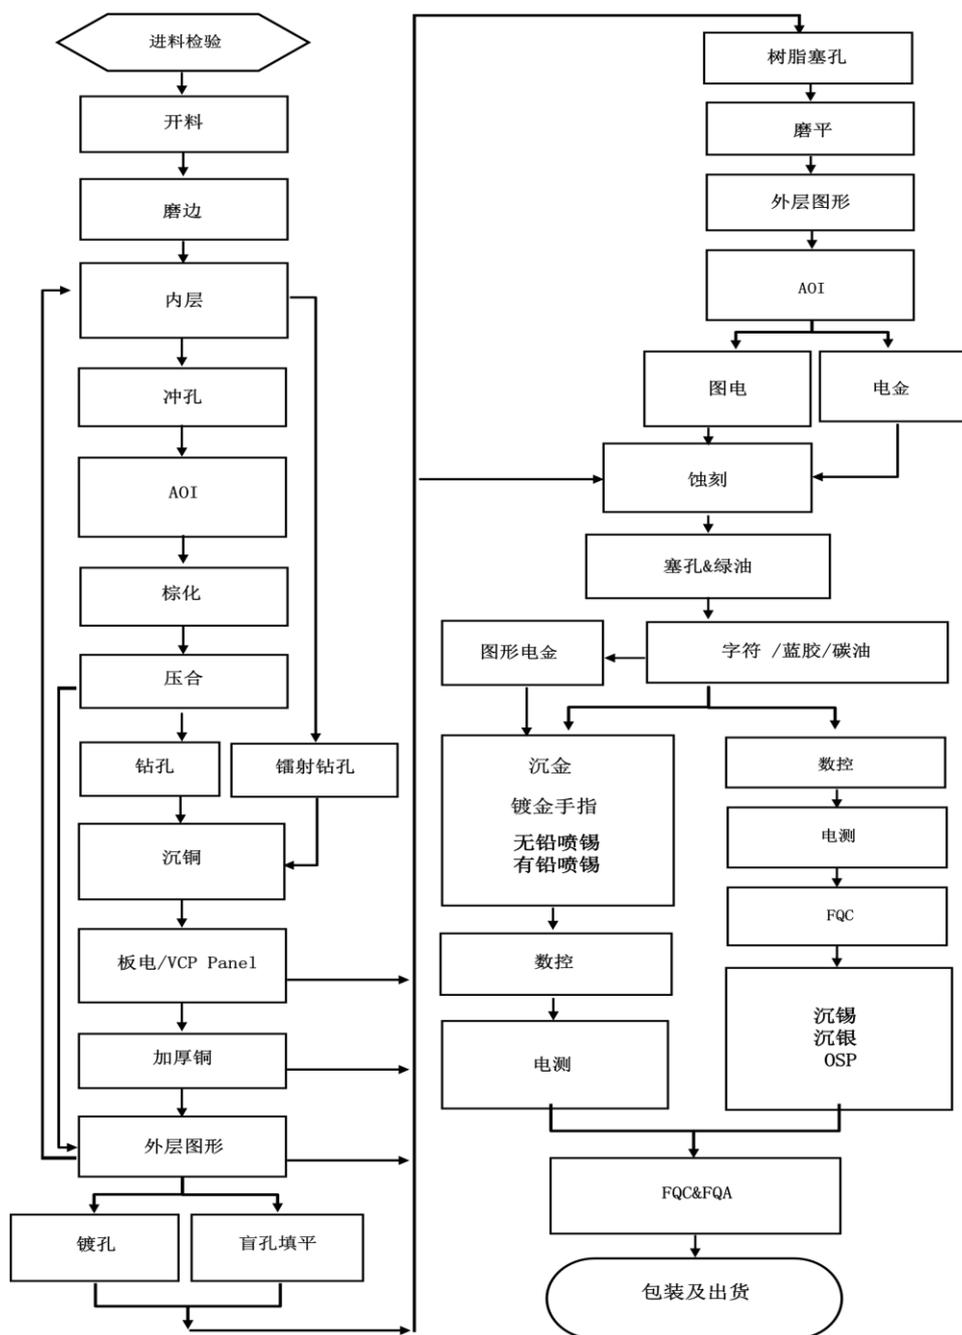 进料检验
开料
磨边
内层
冲孔
AOI
棕化
压合
钻孔
镭射钻孔
沉铜
板电/VCP Panel
加厚铜
外层图形
镀孔
盲孔填平
树脂塞孔
磨平
外层图形
AOI
图电
电金
蚀刻
塞孔&绿油
字符 /蓝胶/碳油
图形电金
沉金
镀金手指
无铅喷锡
有铅喷锡
数控
电测
数控
电测
FQC
沉锡
沉银
OSP
FQC&FQA
包装及出货